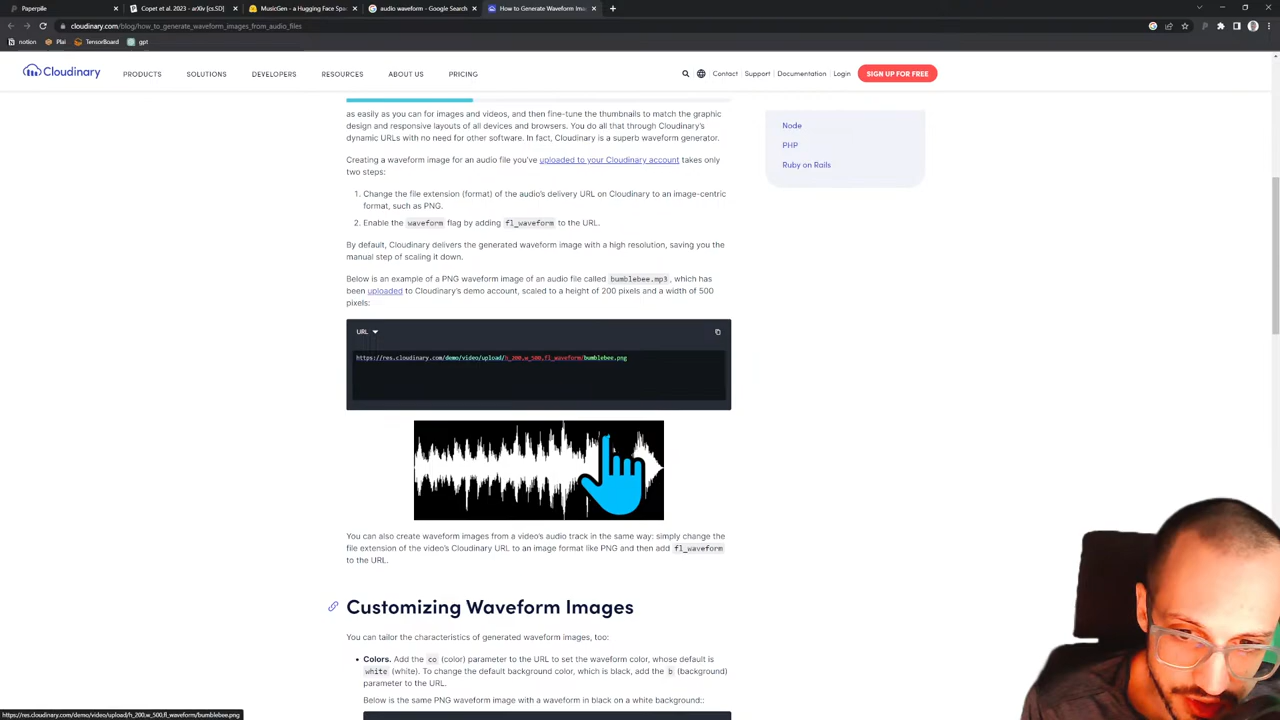 Paperpile
Copet et al. 2023 - arXiv [cs.SD]
MusicGen - a Hugging Face Spac
audio waveform - Google Search
How to Generate Waveform Ima
cloudinary.com/blog/how_to_generate_waveform_images_from_audio_files
notion
Plai
TensorBoard
gpt
Cloudinary
PRODUCTS
SOLUTIONS
DEVELOPERS
RESOURCES
ABOUT US
PRICING
Contact
Support
Documentation
Login
SIGN UP FOR FREE
as easily as you can for images and videos, and then fine-tune the thumbnails to match the graphic
design and responsive layouts of all devices and browsers. You do all that through Cloudinary's
dynamic URLs with no need for other software. In fact, Cloudinary is a superb waveform generator.
Creating a waveform image for an audio file you've uploaded to your Cloudinary account takes only
two steps:
1. Change the file extension (format) of the audio's delivery URL on Cloudinary to an image-centric
format, such as PNG.
2. Enable the waveform flag by adding fl_waveform to the URL.
By default, Cloudinary delivers the generated waveform image with a high resolution, saving you the
manual step of scaling it down.
Below is an example of a PNG waveform image of an audio file called bumblebee.mp3, which has
been uploaded to Cloudinary's demo account, scaled to a height of 200 pixels and a width of 500
pixels:
URL
https://res.cloudinary.com/demo/video/upload/h_200,w_500,fl_waveform/bumblebee.png
You can also create waveform images from a video's audio track in the same way: simply change the
file extension of the video's Cloudinary URL to an image format like PNG and then add fl_waveform
to the URL.
Customizing Waveform Images
You can tailor the characteristics of generated waveform images, too:
• Colors. Add the co (color) parameter to the URL to set the waveform color, whose default is
white (white). To change the default background color, which is black, add the b (background)
parameter to the URL.
Below is the same PNG waveform image with a waveform in black on a white background::
Node
PHP
Ruby on Rails
https://res.cloudinary.com/demo/video/upload/h_200,w_500,fl_waveform/bumblebee.png